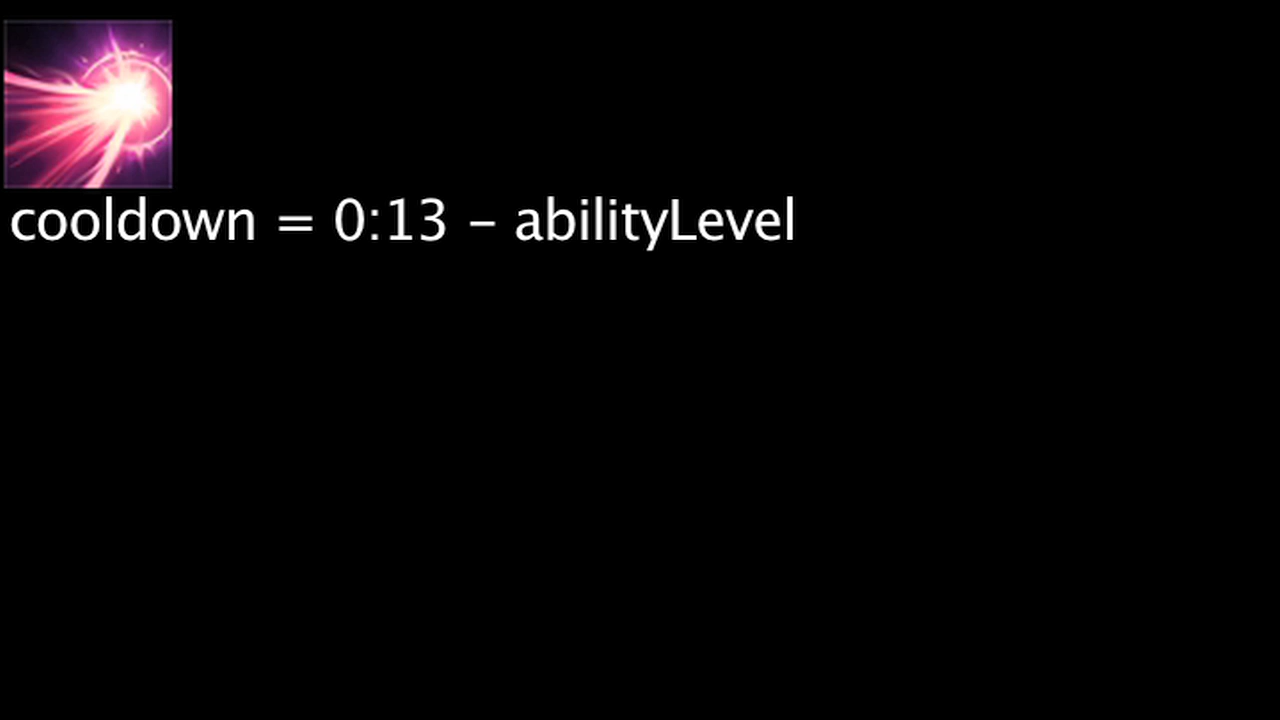 cooldown = 0:13 – abilityLevel